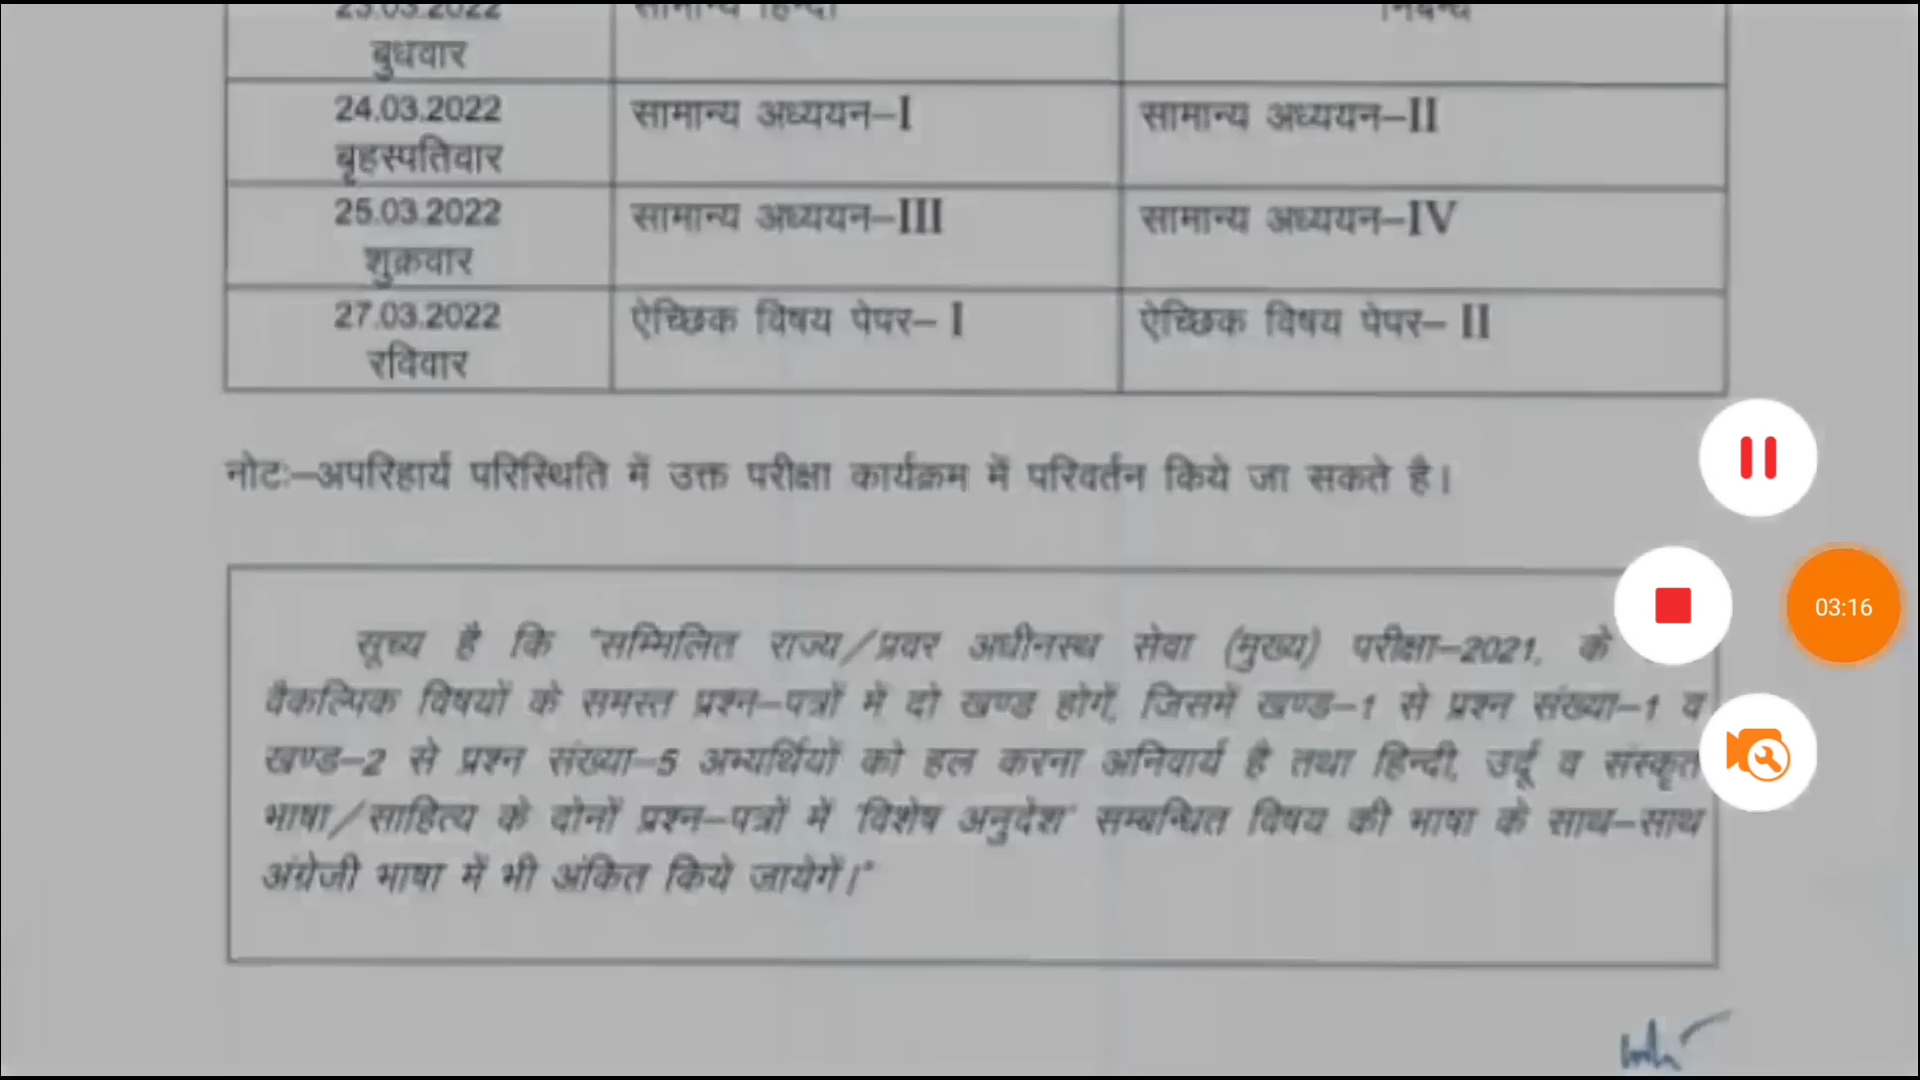 23.03.2022 सामान्य हिन्दी निबन्ध
बुधवार
24.03.2022 सामान्य अध्ययन–I सामान्य अध्ययन–II
बृहस्पतिवार
25.03.2022 सामान्य अध्ययन–III सामान्य अध्ययन–IV
शुक्रवार
27.03.2022 ऐच्छिक विषय पेपर– I ऐच्छिक विषय पेपर– II
रविवार
नोटः–अपरिहार्य परिस्थिति में उक्त परीक्षा कार्यक्रम में परिवर्तन किये जा सकते है।
सूच्य है कि "सम्मिलित राज्य/प्रवर अधीनस्थ सेवा (मुख्य) परीक्षा–2021, के
वैकल्पिक विषयों के समस्त प्रश्न–पत्रों में दो खण्ड होगें, जिसमें खण्ड–1 से प्रश्न संख्या–1 व
खण्ड–2 से प्रश्न संख्या–5 अभ्यर्थियों को हल करना अनिवार्य है तथा हिन्दी, उर्दू व संस्कृत
भाषा/साहित्य के दोनों प्रश्न–पत्रों में 'विशेष अनुदेश' सम्बन्धित विषय की भाषा के साथ–साथ
अंग्रेजी भाषा में भी अंकित किये जायेगें।"
03:16